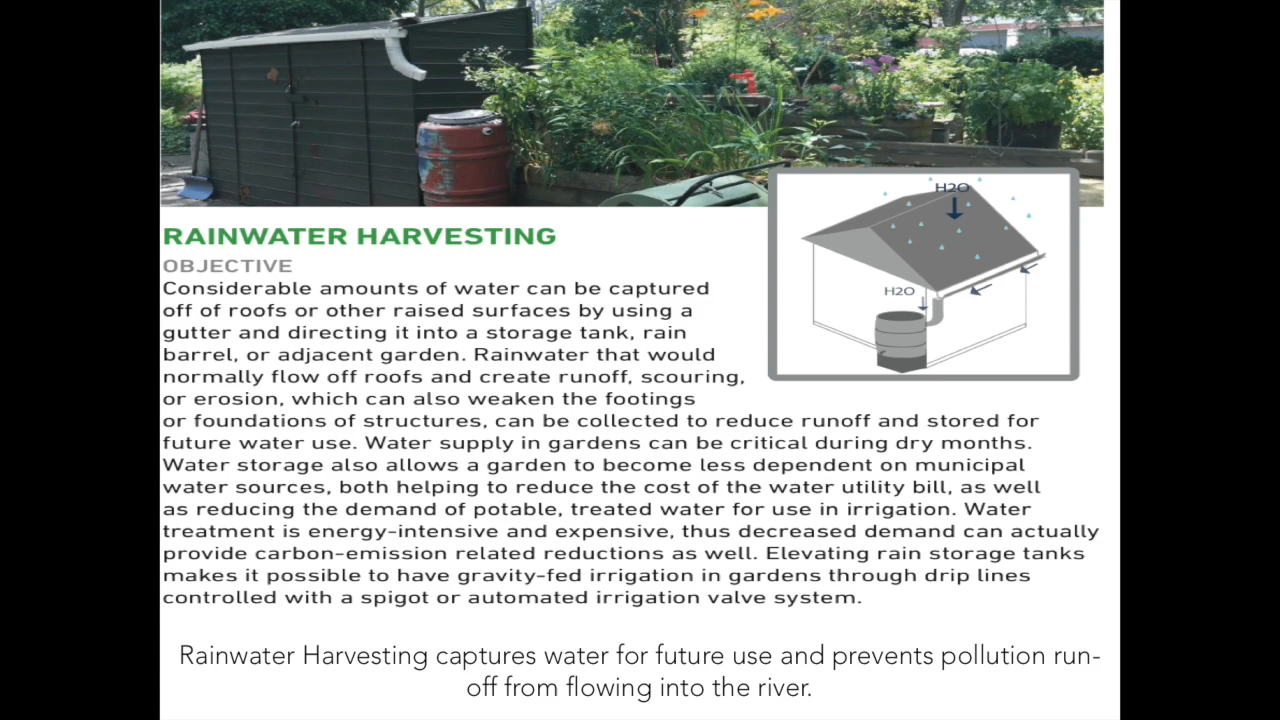 H2O
RAINWATER HARVESTING
OBJECTIVE
Considerable amounts of water can be captured
off of roofs or other raised surfaces by using a
gutter and directing it into a storage tank, rain
barrel, or adjacent garden. Rainwater that would
normally flow off roofs and create runoff, scouring,
or erosion, which can also weaken the footings
H2O
or foundations of structures, can be collected to reduce runoff and stored for
future water use. Water supply in gardens can be critical during dry months.
Water storage also allows a garden to become less dependent on municipal
water sources, both helping to reduce the cost of the water utility bill, as well
as reducing the demand of potable, treated water for use in irrigation. Water
treatment is energy-intensive and expensive, thus decreased demand can actually
provide carbon-emission related reductions as well. Elevating rain storage tanks
makes it possible to have gravity-fed irrigation in gardens through drip lines
controlled with a spigot or automated irrigation valve system.
Rainwater Harvesting captures water for future use and prevents pollution run-
off from flowing into the river.